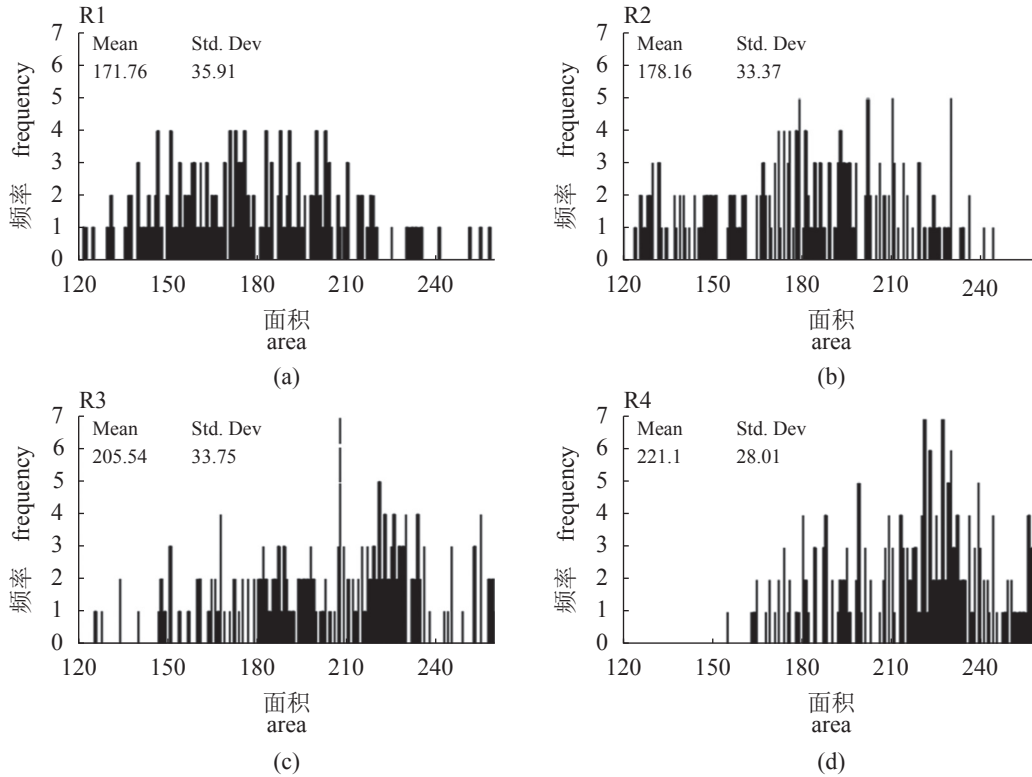 R1
Mean Std. Dev
171.76 35.91
7
6
5
4
3
2
1
0
频率 frequency
120 150 180 210 240
面积
area
(a)
R2
Mean Std. Dev
178.16 33.37
7
6
5
4
3
2
1
0
频率 frequency
120 150 180 210 240
面积
area
(b)
R3
Mean Std. Dev
205.54 33.75
7
6
5
4
3
2
1
0
频率 frequency
120 150 180 210 240
面积
area
(c)
R4
Mean Std. Dev
221.1 28.01
7
6
5
4
3
2
1
0
频率 frequency
120 150 180 210 240
面积
area
(d)